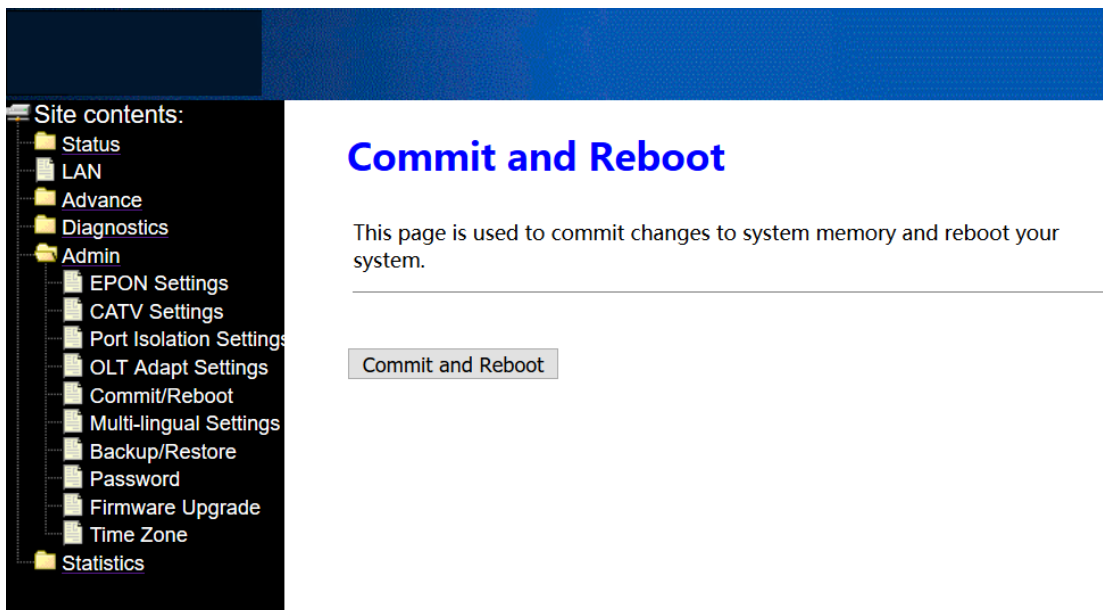 Site contents:
Status
LAN
Advance
Diagnostics
Admin
EPON Settings
CATV Settings
Port Isolation Settings
OLT Adapt Settings
Commit/Reboot
Multi-lingual Settings
Backup/Restore
Password
Firmware Upgrade
Time Zone
Statistics
Commit and Reboot
This page is used to commit changes to system memory and reboot your
system.
Commit and Reboot